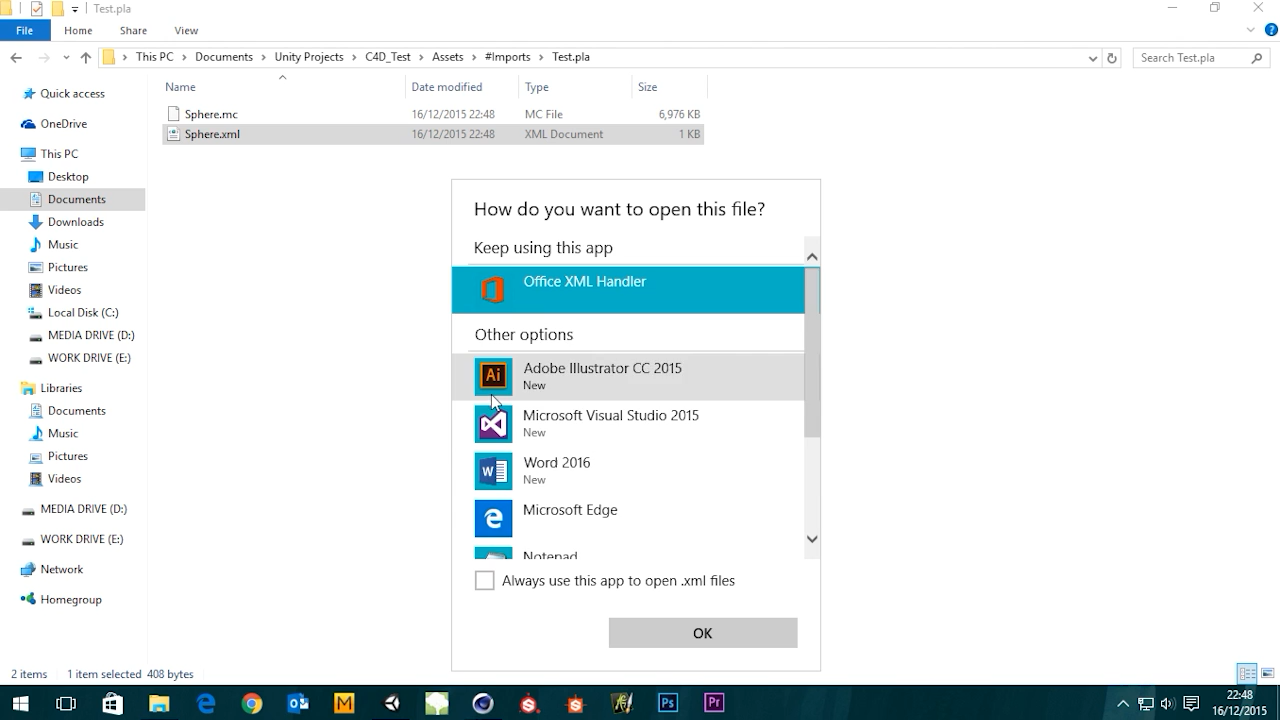 Test.pla
File Home Share View
This PC Documents Unity Projects C4D_Test Assets #Imports Test.pla Search Test.pla
Name Date modified Type Size
Sphere.mc 16/12/2015 22:48 MC File 6,976 KB
Sphere.xml 16/12/2015 22:48 XML Document 1 KB
Quick access
OneDrive
This PC
Desktop
Documents
Downloads
Music
Pictures
Videos
Local Disk (C:)
MEDIA DRIVE (D:)
WORK DRIVE (E:)
Libraries
Documents
Music
Pictures
Videos
MEDIA DRIVE (D:)
WORK DRIVE (E:)
Network
Homegroup
How do you want to open this file?
Keep using this app
Office XML Handler
Other options
Ai
Adobe Illustrator CC 2015
New
Microsoft Visual Studio 2015
New
W
Word 2016
New
e
Microsoft Edge
Notepad
Always use this app to open .xml files
OK
2 items 1 item selected 408 bytes
Ps Pr
22:48
16/12/2015